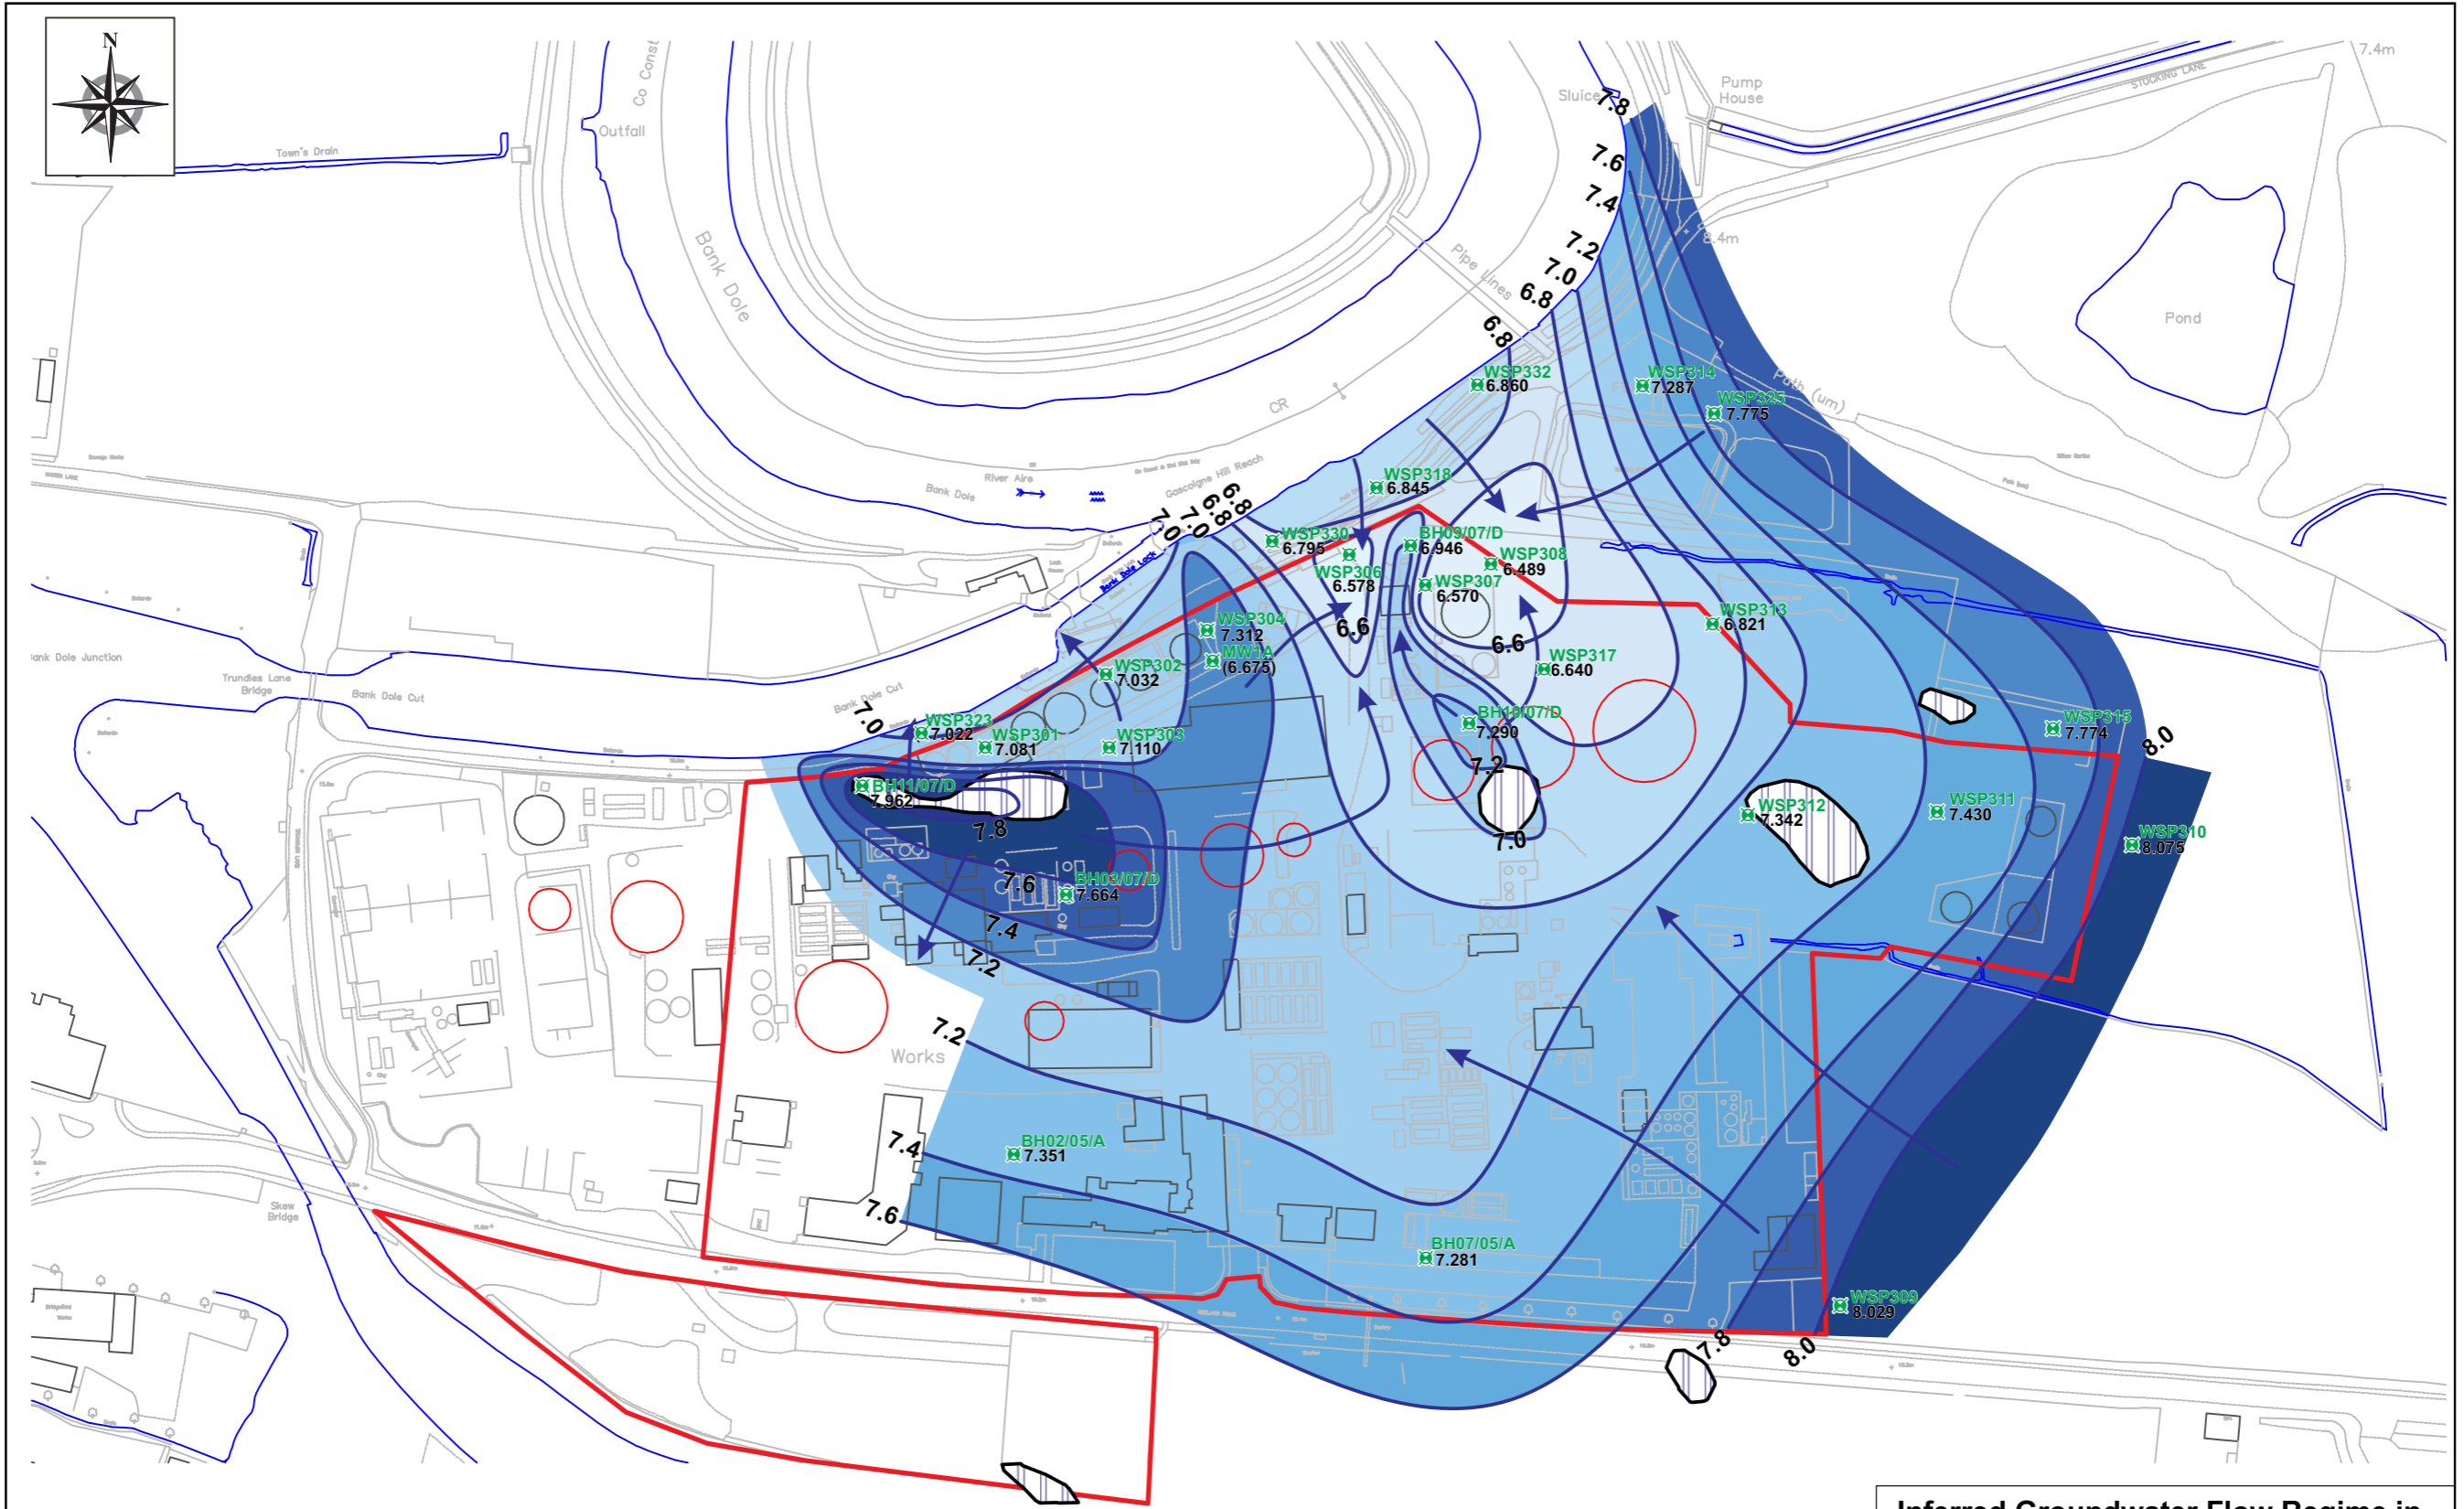 N
Co Const
Outfall
Town's Drain
Bank Dole
Sluice
Pump
House
STOCKING LANE
7.4m
8.4m
Pond
Pipe Lines
Path (um)
CR
River Aire
Bank Dole
Gascoigne Hill Reach
Bank Dole Lock
7.8
7.6
7.4
7.2
7.0
6.8
6.8
WSP332
6.860
WSP314
7.287
WSP325
7.775
WSP318
6.845
6.8
6.8
7.0
7.0
WSP330
6.795
BH09/07/D
6.946
WSP306
6.578
WSP308
6.489
WSP307
6.570
WSP304
7.312
MW1A
(6.675)
6.6
6.6
WSP313
6.821
WSP302
7.032
WSP317
6.640
Bank Dole Junction
Trundles Lane
Bridge
Bank Dole Cut
Bank Dole Cut
7.0
WSP323
7.022
WSP301
7.081
WSP303
7.110
BH10/07/D
7.290
7.2
WSP315
7.774
8.0
BH11/07/D
7.962
7.8
7.0
WSP312
7.342
WSP311
7.430
WSP310
8.075
BH03/07/D
7.664
7.6
7.4
7.2
7.2
Works
BH02/05/A
7.351
7.4
7.6
Skew
Bridge
BH07/05/A
7.281
WSP309
8.029
7.8
8.0
Inferred Groundwater Flow Regime in